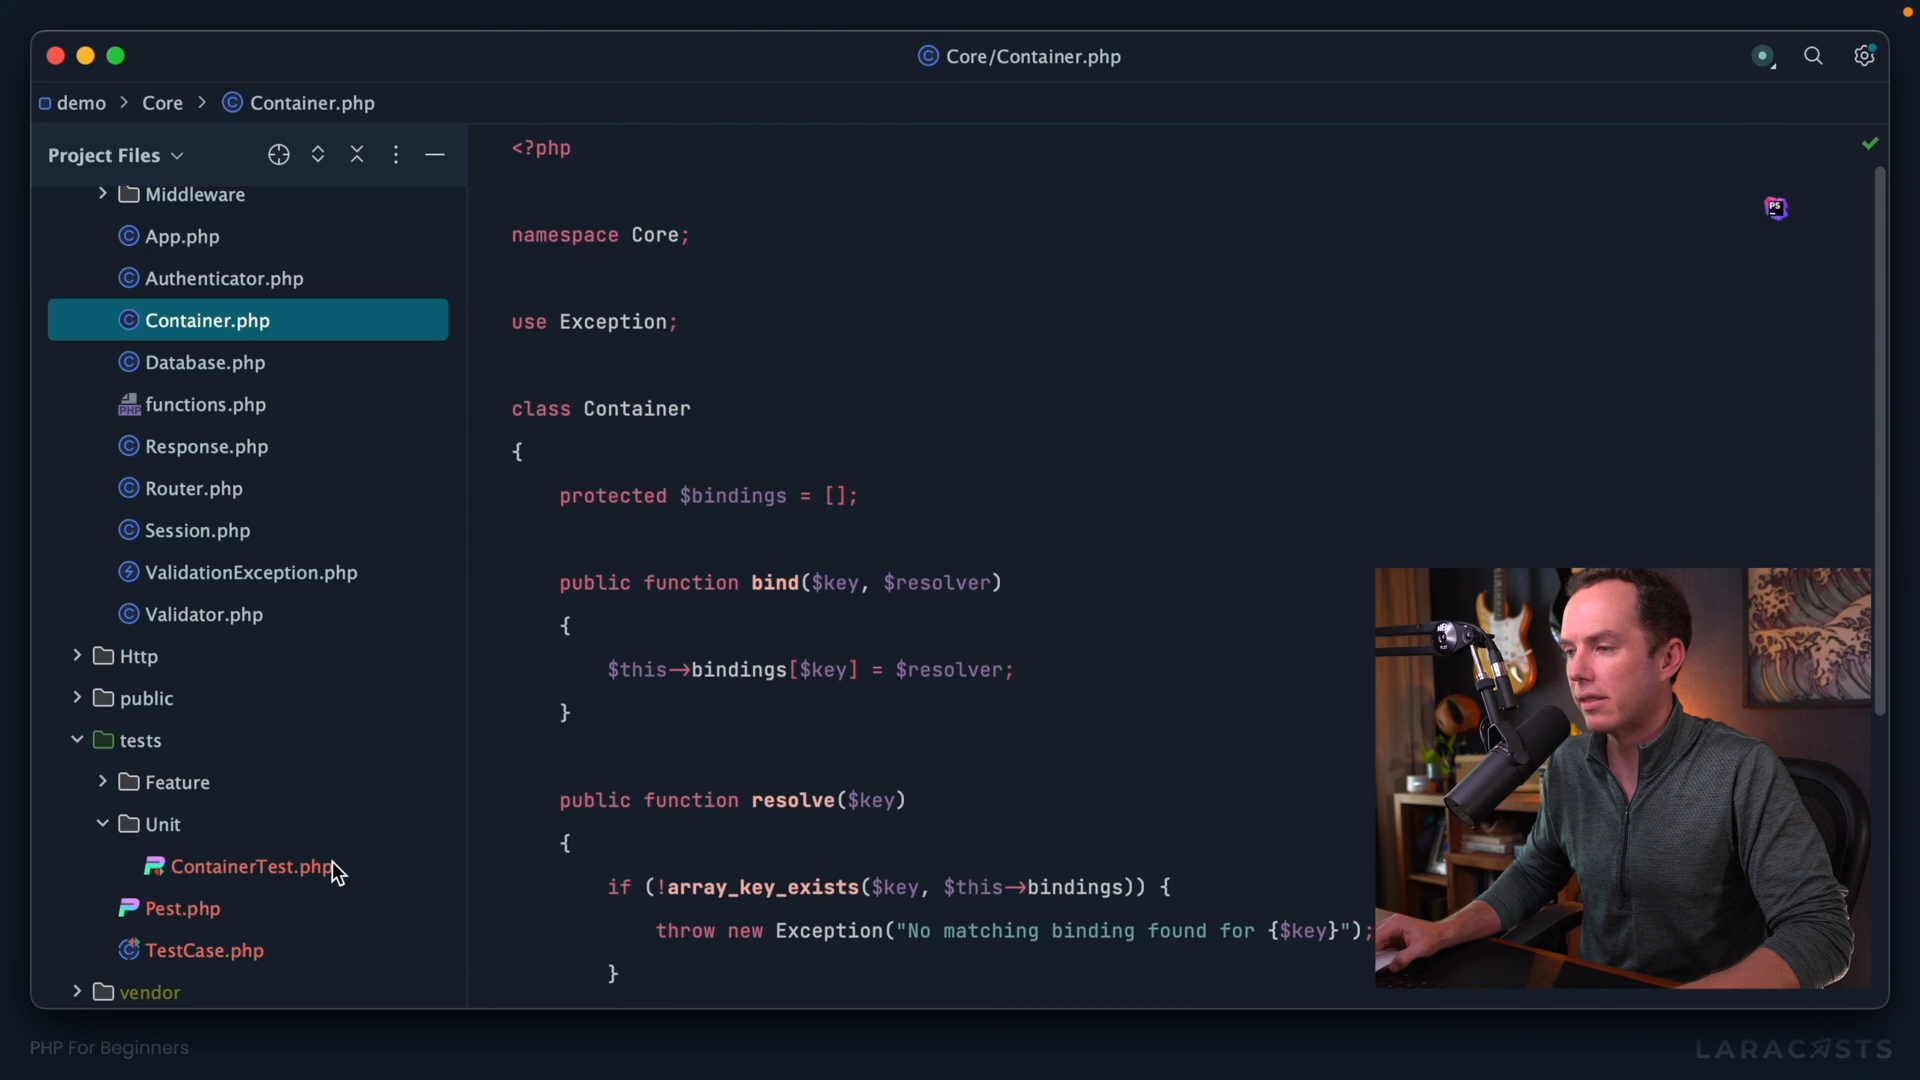 Core/Container.php
demo > Core > Container.php
Project Files
Middleware
App.php
Authenticator.php
Container.php
Database.php
functions.php
Response.php
Router.php
Session.php
ValidationException.php
Validator.php
Http
public
tests
Feature
Unit
ContainerTest.php
Pest.php
TestCase.php
vendor
<?php
namespace Core;
use Exception;
class Container
{
protected $bindings = [];
public function bind($key, $resolver)
{
$this->bindings[$key] = $resolver;
}
public function resolve($key)
{
if (!array_key_exists($key, $this->bindings)) {
throw new Exception("No matching binding found for {$key}");
}
PS
PHP For Beginners
LARACASTS